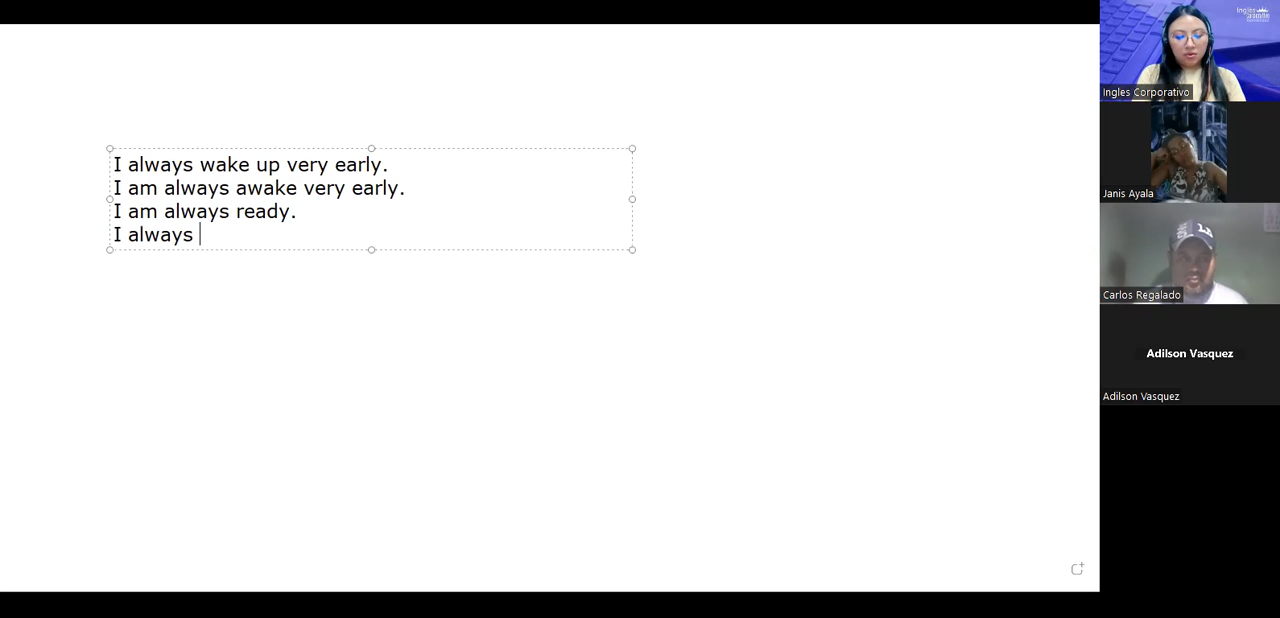 I always wake up very early.
I am always awake very early.
I am always ready.
I always
Ingles Corporativo
Janis Ayala
Carlos Regalado
Adilson Vasquez
Adilson Vasquez